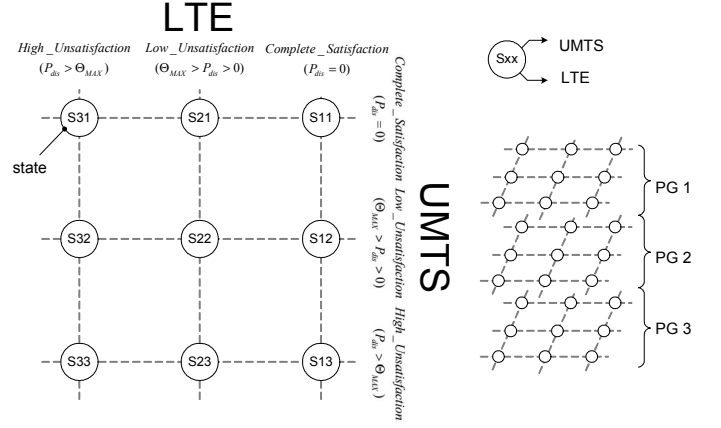 LTE
High_Unsatisfaction Low_Unsatisfaction Complete_Satisfaction
(P_dis > Θ_MAX) (Θ_MAX > P_dis > 0) (P_dis = 0)
S31 S21 S11
state
S32 S22 S12
S33 S23 S13
Complete_Satisfaction Low_Unsatisfaction High_Unsatisfaction
(P_dis = 0) (Θ_MAX > P_dis > 0) (P_dis > Θ_MAX)
UMTS
Sxx
UMTS
LTE
PG 1
PG 2
PG 3